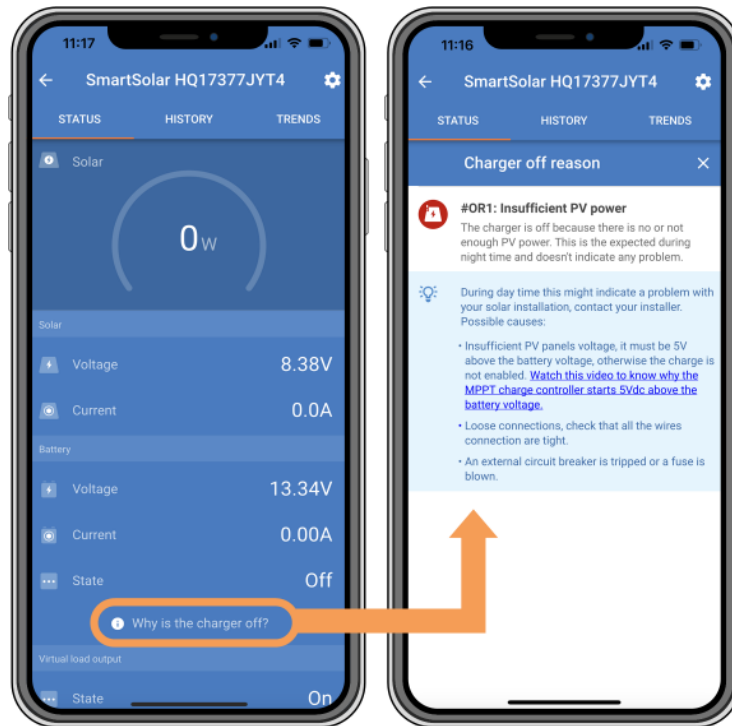 11:17
SmartSolar HQ17377JYT4
STATUS HISTORY TRENDS
Solar
0W
Solar
Voltage 8.38V
Current 0.0A
Battery
Voltage 13.34V
Current 0.00A
State Off
Why is the charger off?
Virtual load output
State On
11:16
SmartSolar HQ17377JYT4
STATUS HISTORY TRENDS
Charger off reason
#OR1: Insufficient PV power
The charger is off because there is no or not
enough PV power. This is the expected during
night time and doesn't indicate any problem.
During day time this might indicate a problem with
your solar installation, contact your installer.
Possible causes:
• Insufficient PV panels voltage, it must be 5V
above the battery voltage, otherwise the charge is
not enabled. Watch this video to know why the
MPPT charge controller starts 5Vdc above the
battery voltage.
• Loose connections, check that all the wires
connection are tight.
• An external circuit breaker is tripped or a fuse is
blown.